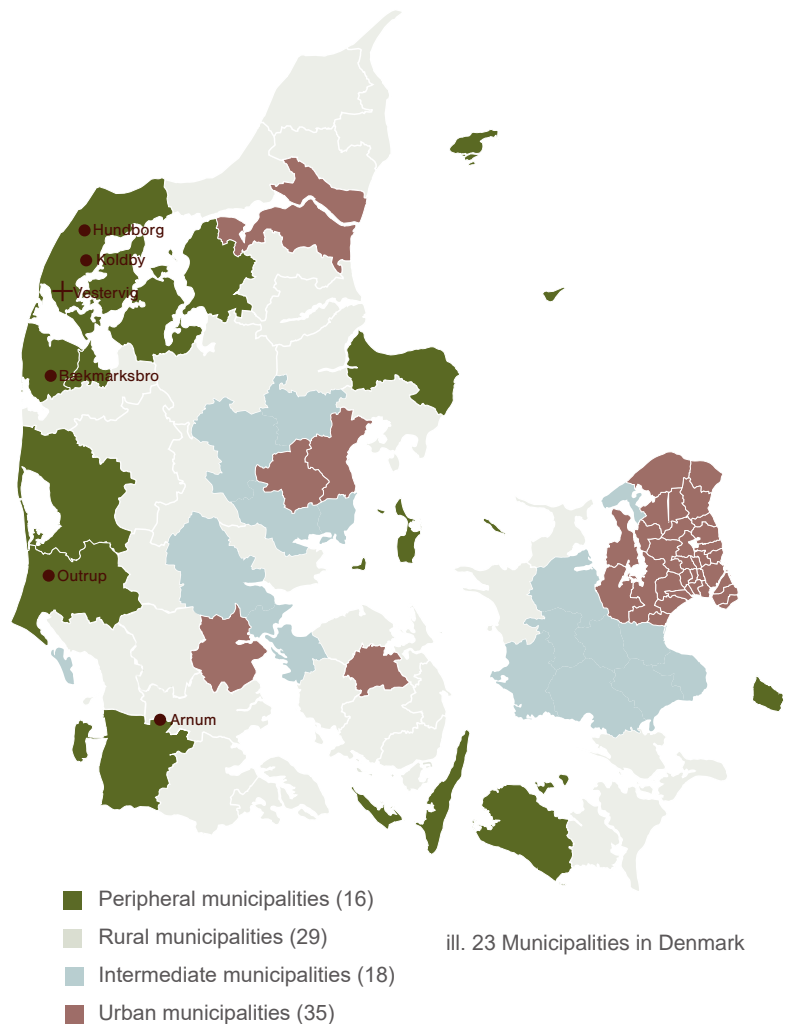 Hundborg
Koldby
Vestervig
Bækmarksbro
Outrup
Arnum
Peripheral municipalities (16)
Rural municipalities (29)
ill. 23 Municipalities in Denmark
Intermediate municipalities (18)
Urban municipalities (35)